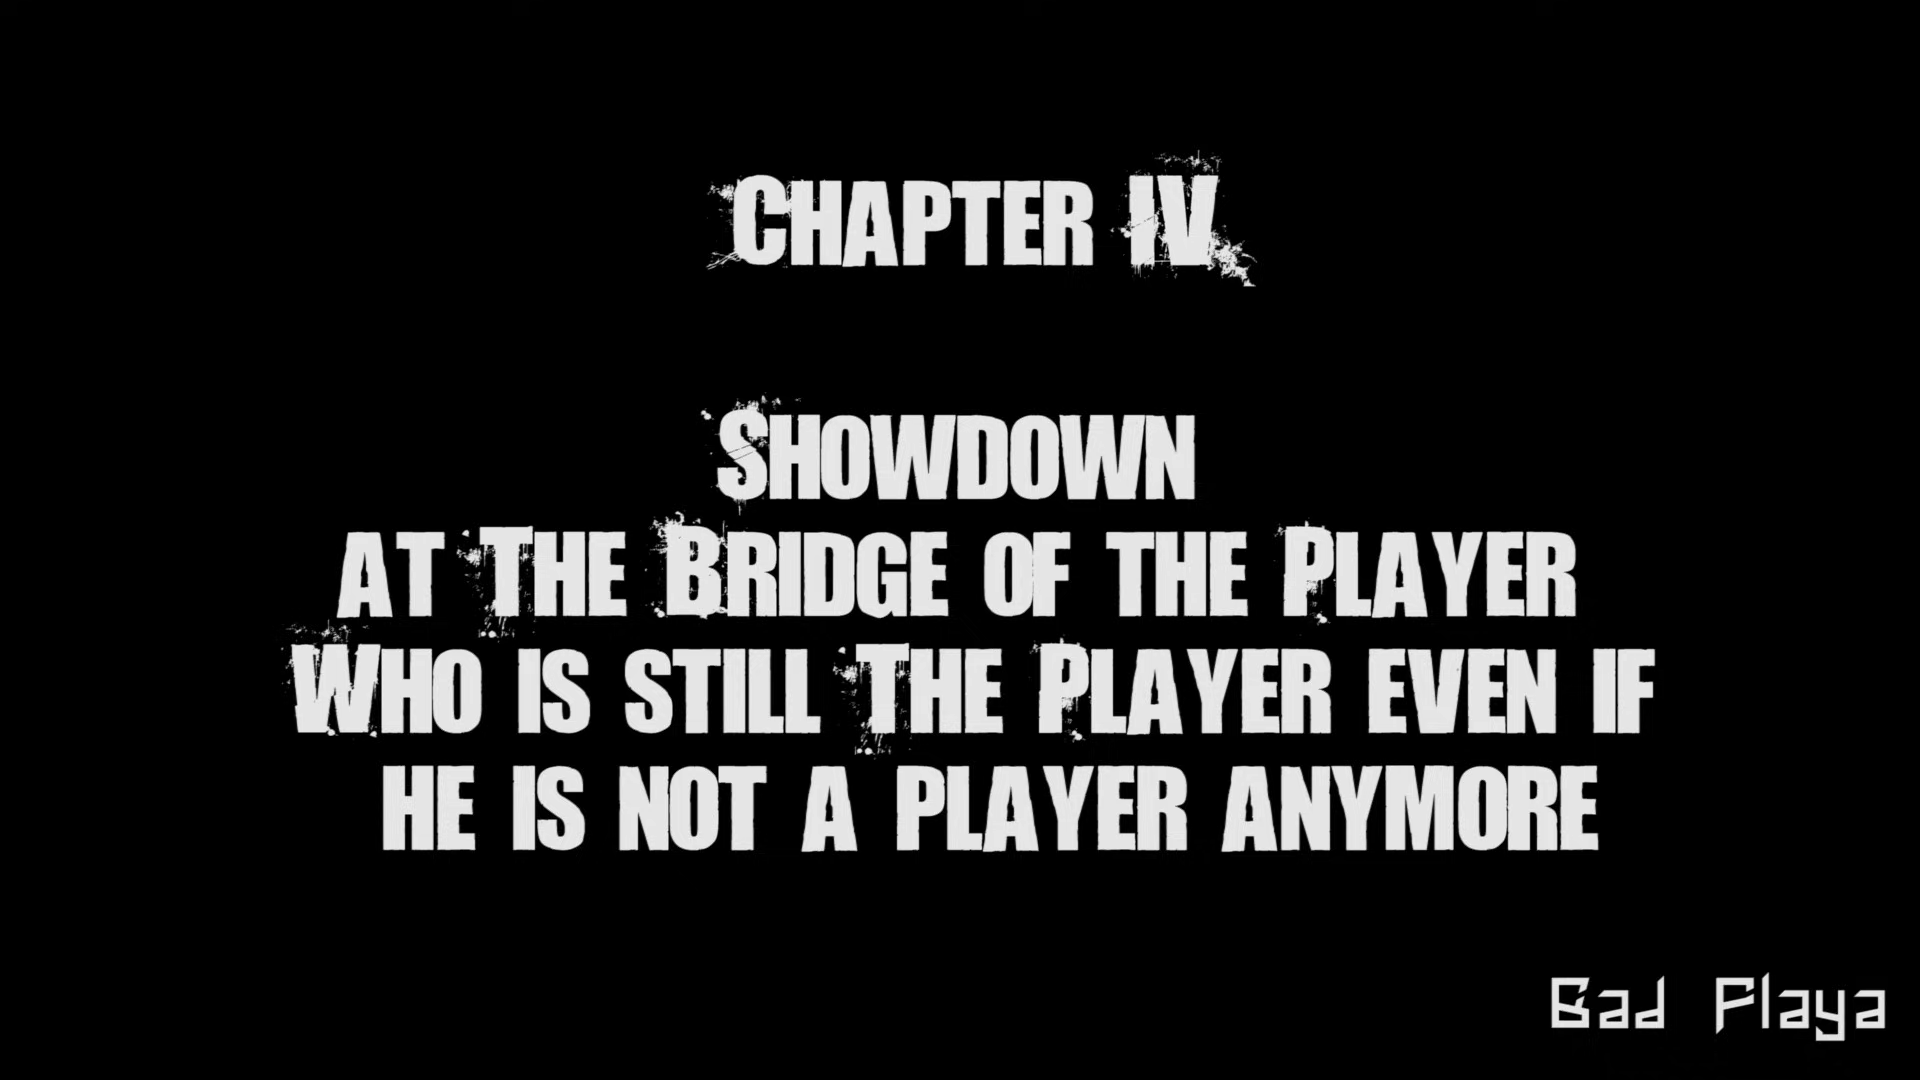 Chapter IV
Showdown
at The Bridge of the Player
Who is still The Player even if
he is not a player anymore
Bad Playa